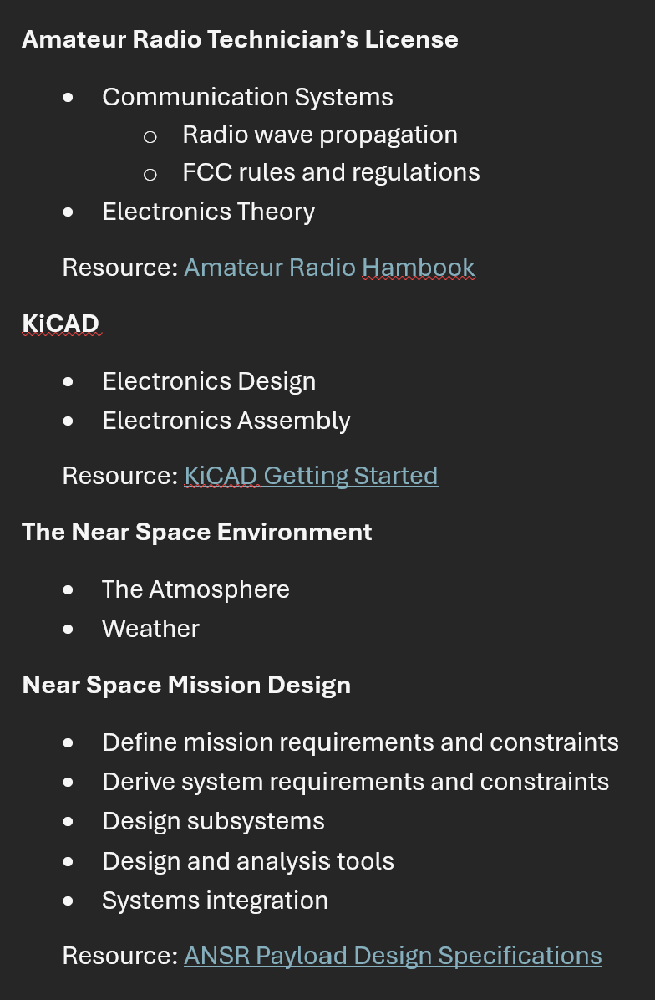 Amateur Radio Technician’s License
• Communication Systems
o Radio wave propagation
o FCC rules and regulations
• Electronics Theory
Resource: Amateur Radio Hambook
KiCAD
• Electronics Design
• Electronics Assembly
Resource: KiCAD Getting Started
The Near Space Environment
• The Atmosphere
• Weather
Near Space Mission Design
• Define mission requirements and constraints
• Derive system requirements and constraints
• Design subsystems
• Design and analysis tools
• Systems integration
Resource: ANSR Payload Design Specifications